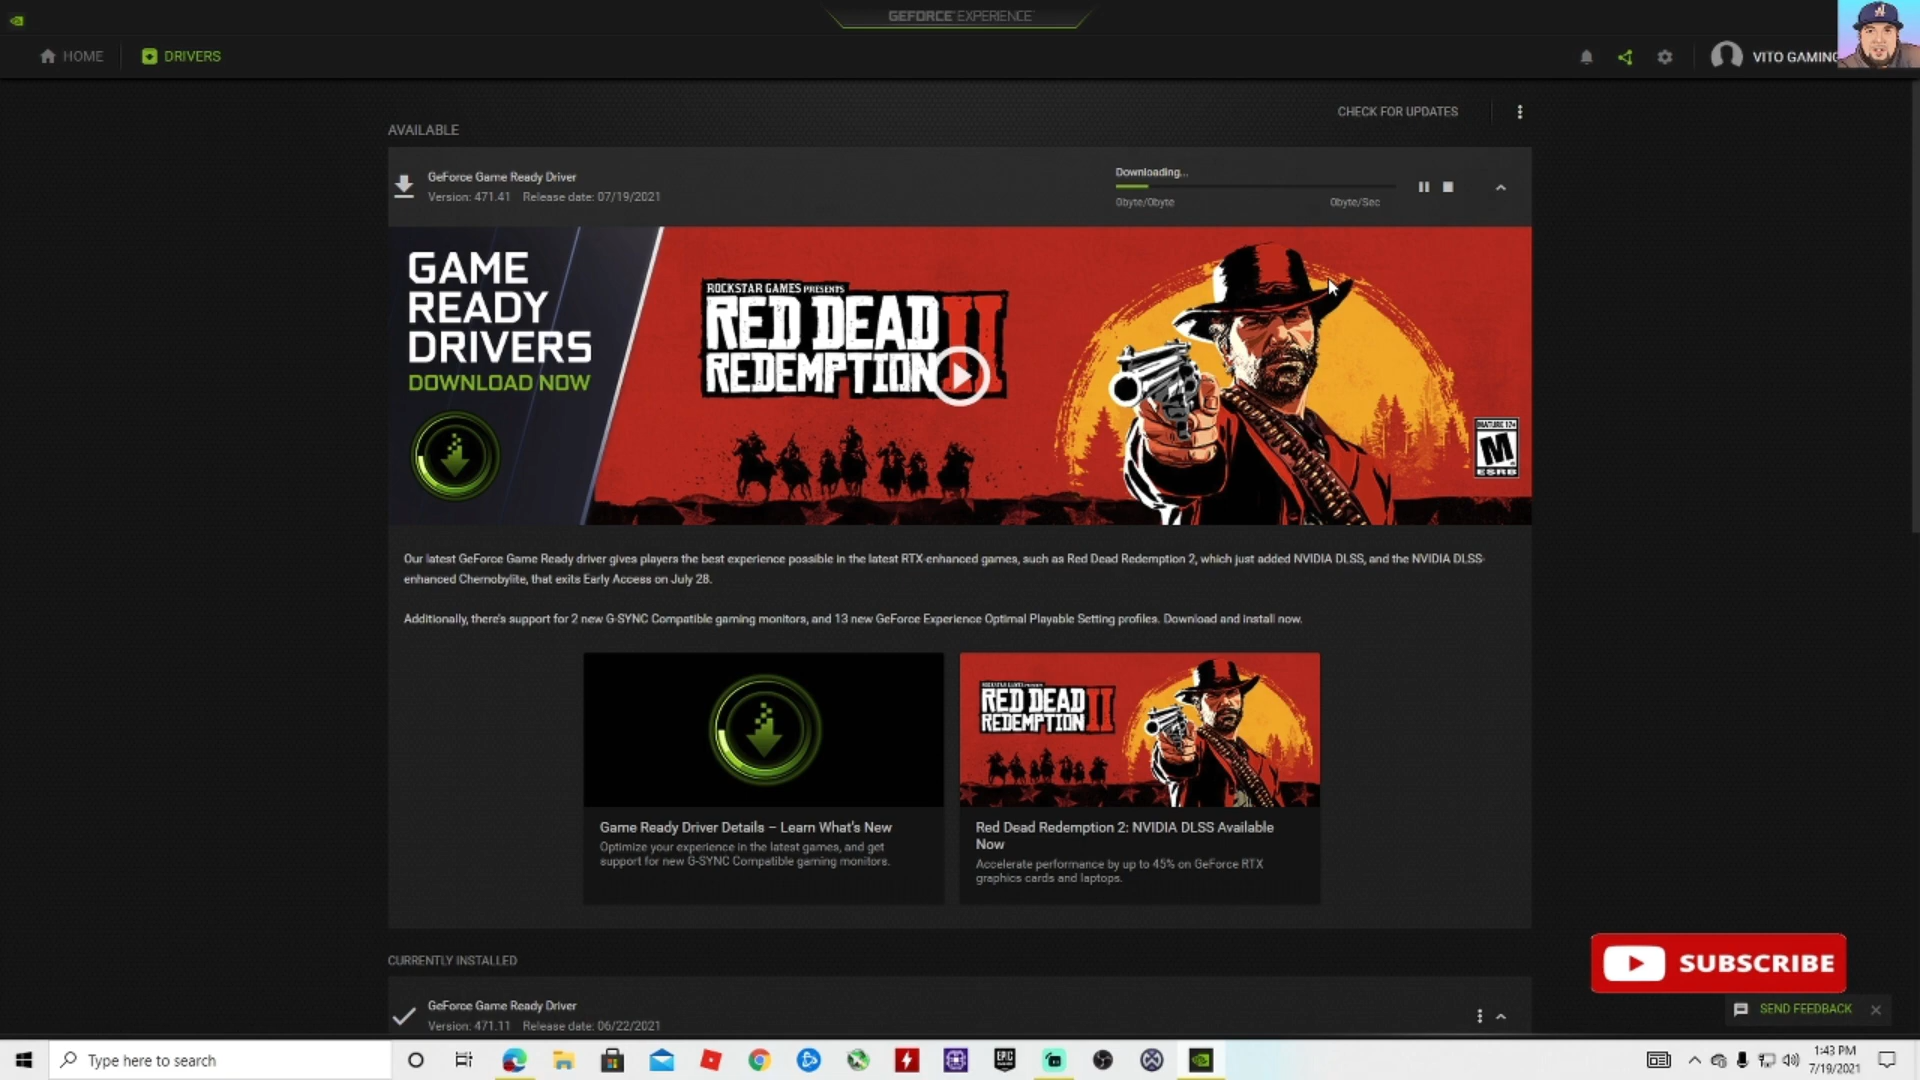 GEFORCE EXPERIENCE
HOME
DRIVERS
VITO GAMING
CHECK FOR UPDATES
AVAILABLE
GeForce Game Ready Driver
Version: 471.41 Release date: 07/19/2021
Downloading...
0byte/0byte
0byte/Sec
GAME
READY
DRIVERS
DOWNLOAD NOW
ROCKSTAR GAMES PRESENTS
RED DEAD
REDEMPTION II
MATURE 17+
M
ESRB
Our latest GeForce Game Ready driver gives players the best experience possible in the latest RTX-enhanced games, such as Red Dead Redemption 2, which just added NVIDIA DLSS, and the NVIDIA DLSS-
enhanced Chernobylite, that exits Early Access on July 28.
Additionally, there's support for 2 new G-SYNC Compatible gaming monitors, and 13 new GeForce Experience Optimal Playable Setting profiles. Download and install now.
ROCKSTAR GAMES PRESENTS
RED DEAD
REDEMPTION II
Game Ready Driver Details – Learn What's New
Optimize your experience in the latest games, and get
support for new G-SYNC Compatible gaming monitors.
Red Dead Redemption 2: NVIDIA DLSS Available
Now
Accelerate performance by up to 45% on GeForce RTX
graphics cards and laptops.
CURRENTLY INSTALLED
GeForce Game Ready Driver
Version: 471.11 Release date: 06/22/2021
SUBSCRIBE
SEND FEEDBACK
Type here to search
EPIC
1:43 PM
7/19/2021